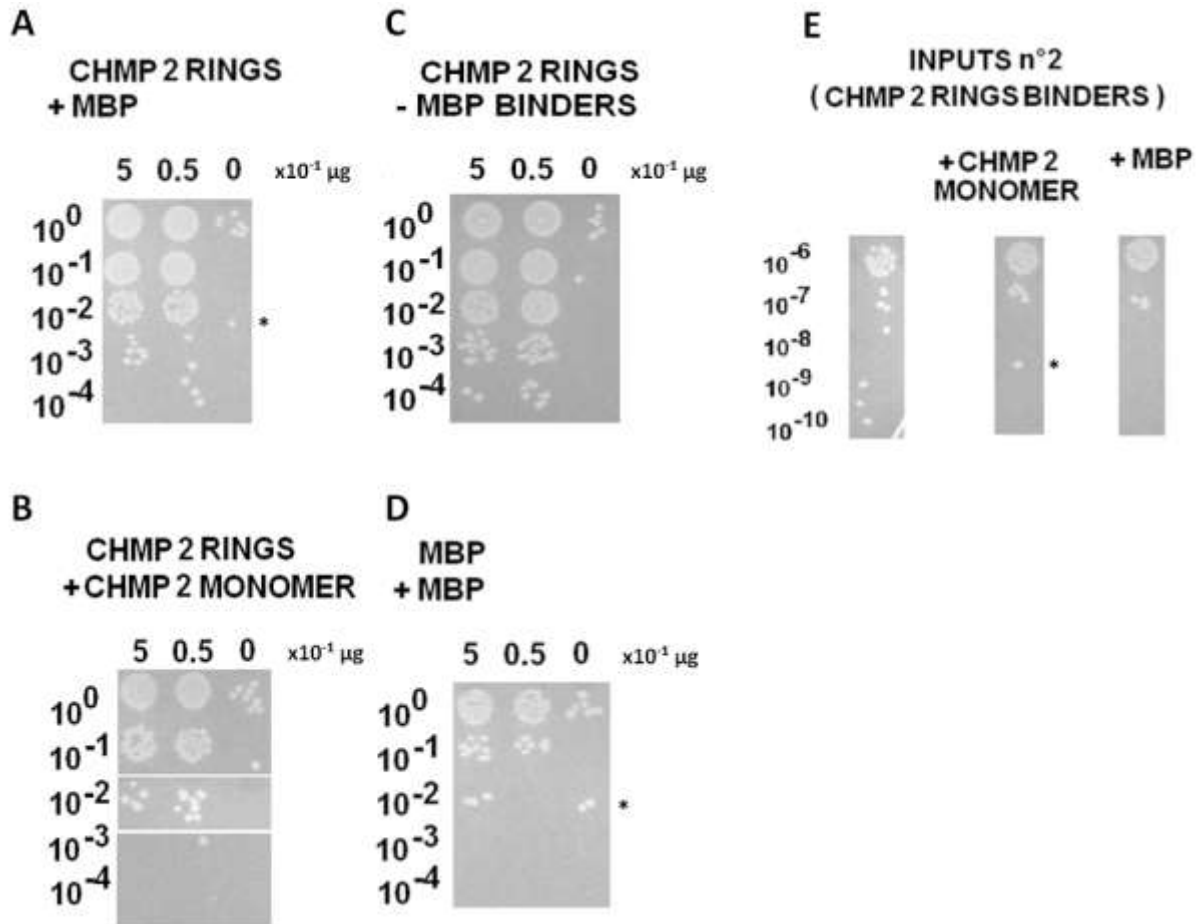 A
CHMP 2 RINGS
+ MBP
5 0.5 0 x10⁻¹ µg
10⁰
10⁻¹
10⁻²
*
10⁻³
10⁻⁴
B
CHMP 2 RINGS
+ CHMP 2 MONOMER
5 0.5 0 x10⁻¹ µg
10⁰
10⁻¹
10⁻²
10⁻³
10⁻⁴
C
CHMP 2 RINGS
- MBP BINDERS
5 0.5 0 x10⁻¹ µg
10⁰
10⁻¹
10⁻²
10⁻³
10⁻⁴
D
MBP
+ MBP
5 0.5 0 x10⁻¹ µg
10⁰
10⁻¹
10⁻²
*
10⁻³
10⁻⁴
E
INPUTS n°2
( CHMP 2 RINGS BINDERS )
+ CHMP 2
MONOMER
+ MBP
10⁻⁶
10⁻⁷
10⁻⁸
*
10⁻⁹
10⁻¹⁰